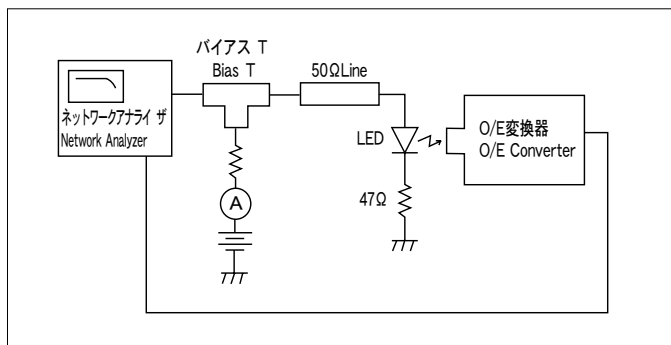 バイアス T
Bias T
50ΩLine
ネットワークアナライ ザ
Network Analyzer
LED
O/E変換器
O/E Converter
A
47Ω